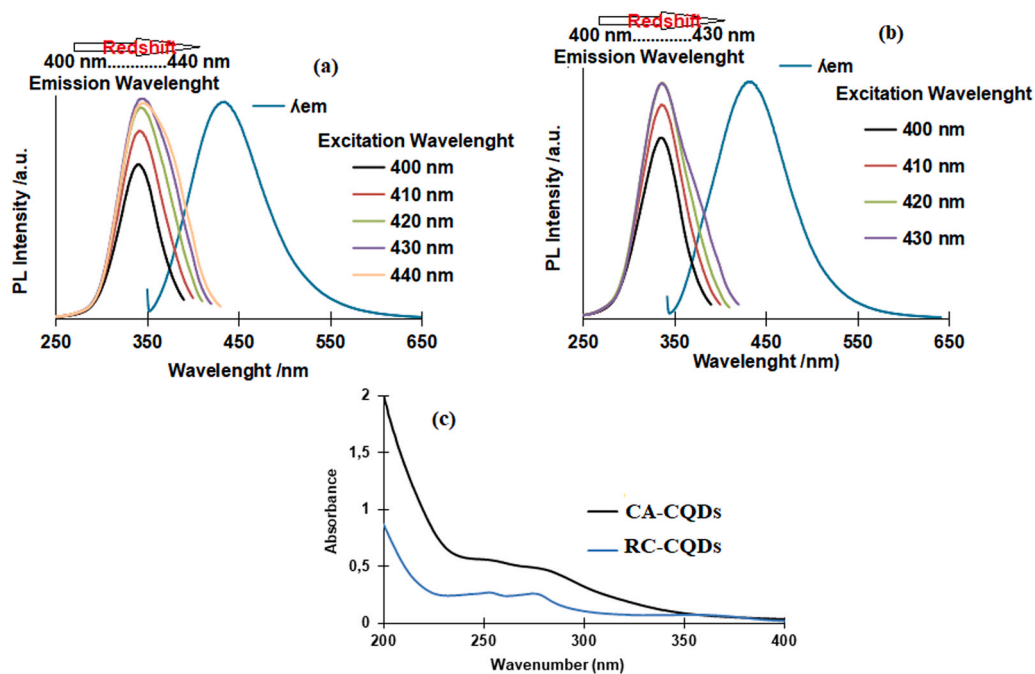 Redshift
400 nm............440 nm
Emission Wavelenght
(a)
λem
Excitation Wavelenght
400 nm
410 nm
420 nm
430 nm
440 nm
PL Intensity /a.u.
250 350 450 550 650
Wavelenght /nm
Redshift
400 nm............430 nm
Emission Wavelenght
(b)
λem
Excitation Wavelenght
400 nm
410 nm
420 nm
430 nm
PL Intensity /a.u.
250 350 450 550 650
Wavelenght /nm)
(c)
2
1,5
1
0,5
0
Absorbance
CA-CQDs
RC-CQDs
200 250 300 350 400
Wavenumber (nm)